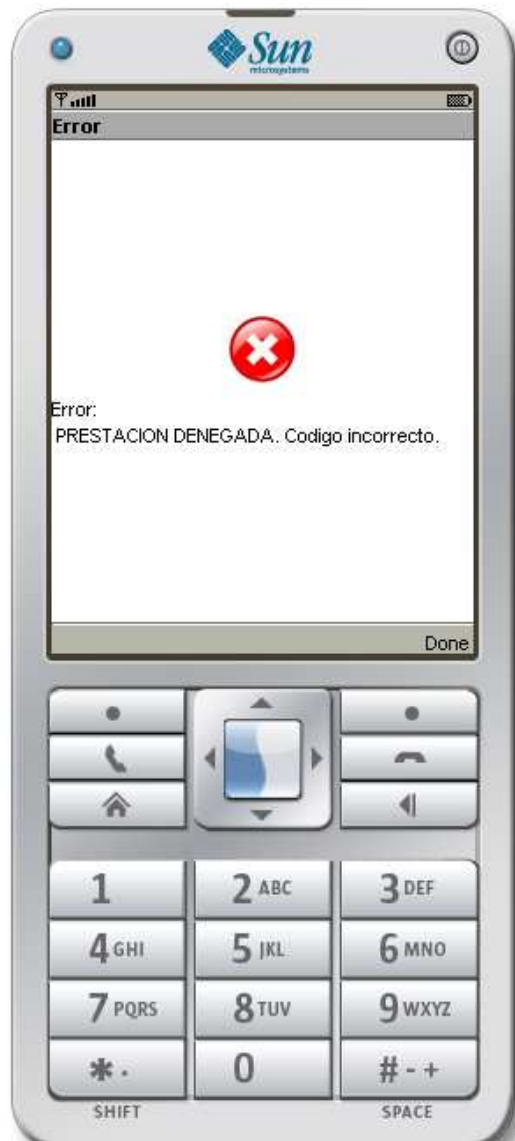 Sun
microsystems
Error
Error:
PRESTACION DENEGADA. Codigo incorrecto.
Done
1
2 ABC
3 DEF
4 GHI
5 JKL
6 MNO
7 PQRS
8 TUV
9 WXYZ
* .
0
# - +
SHIFT
SPACE